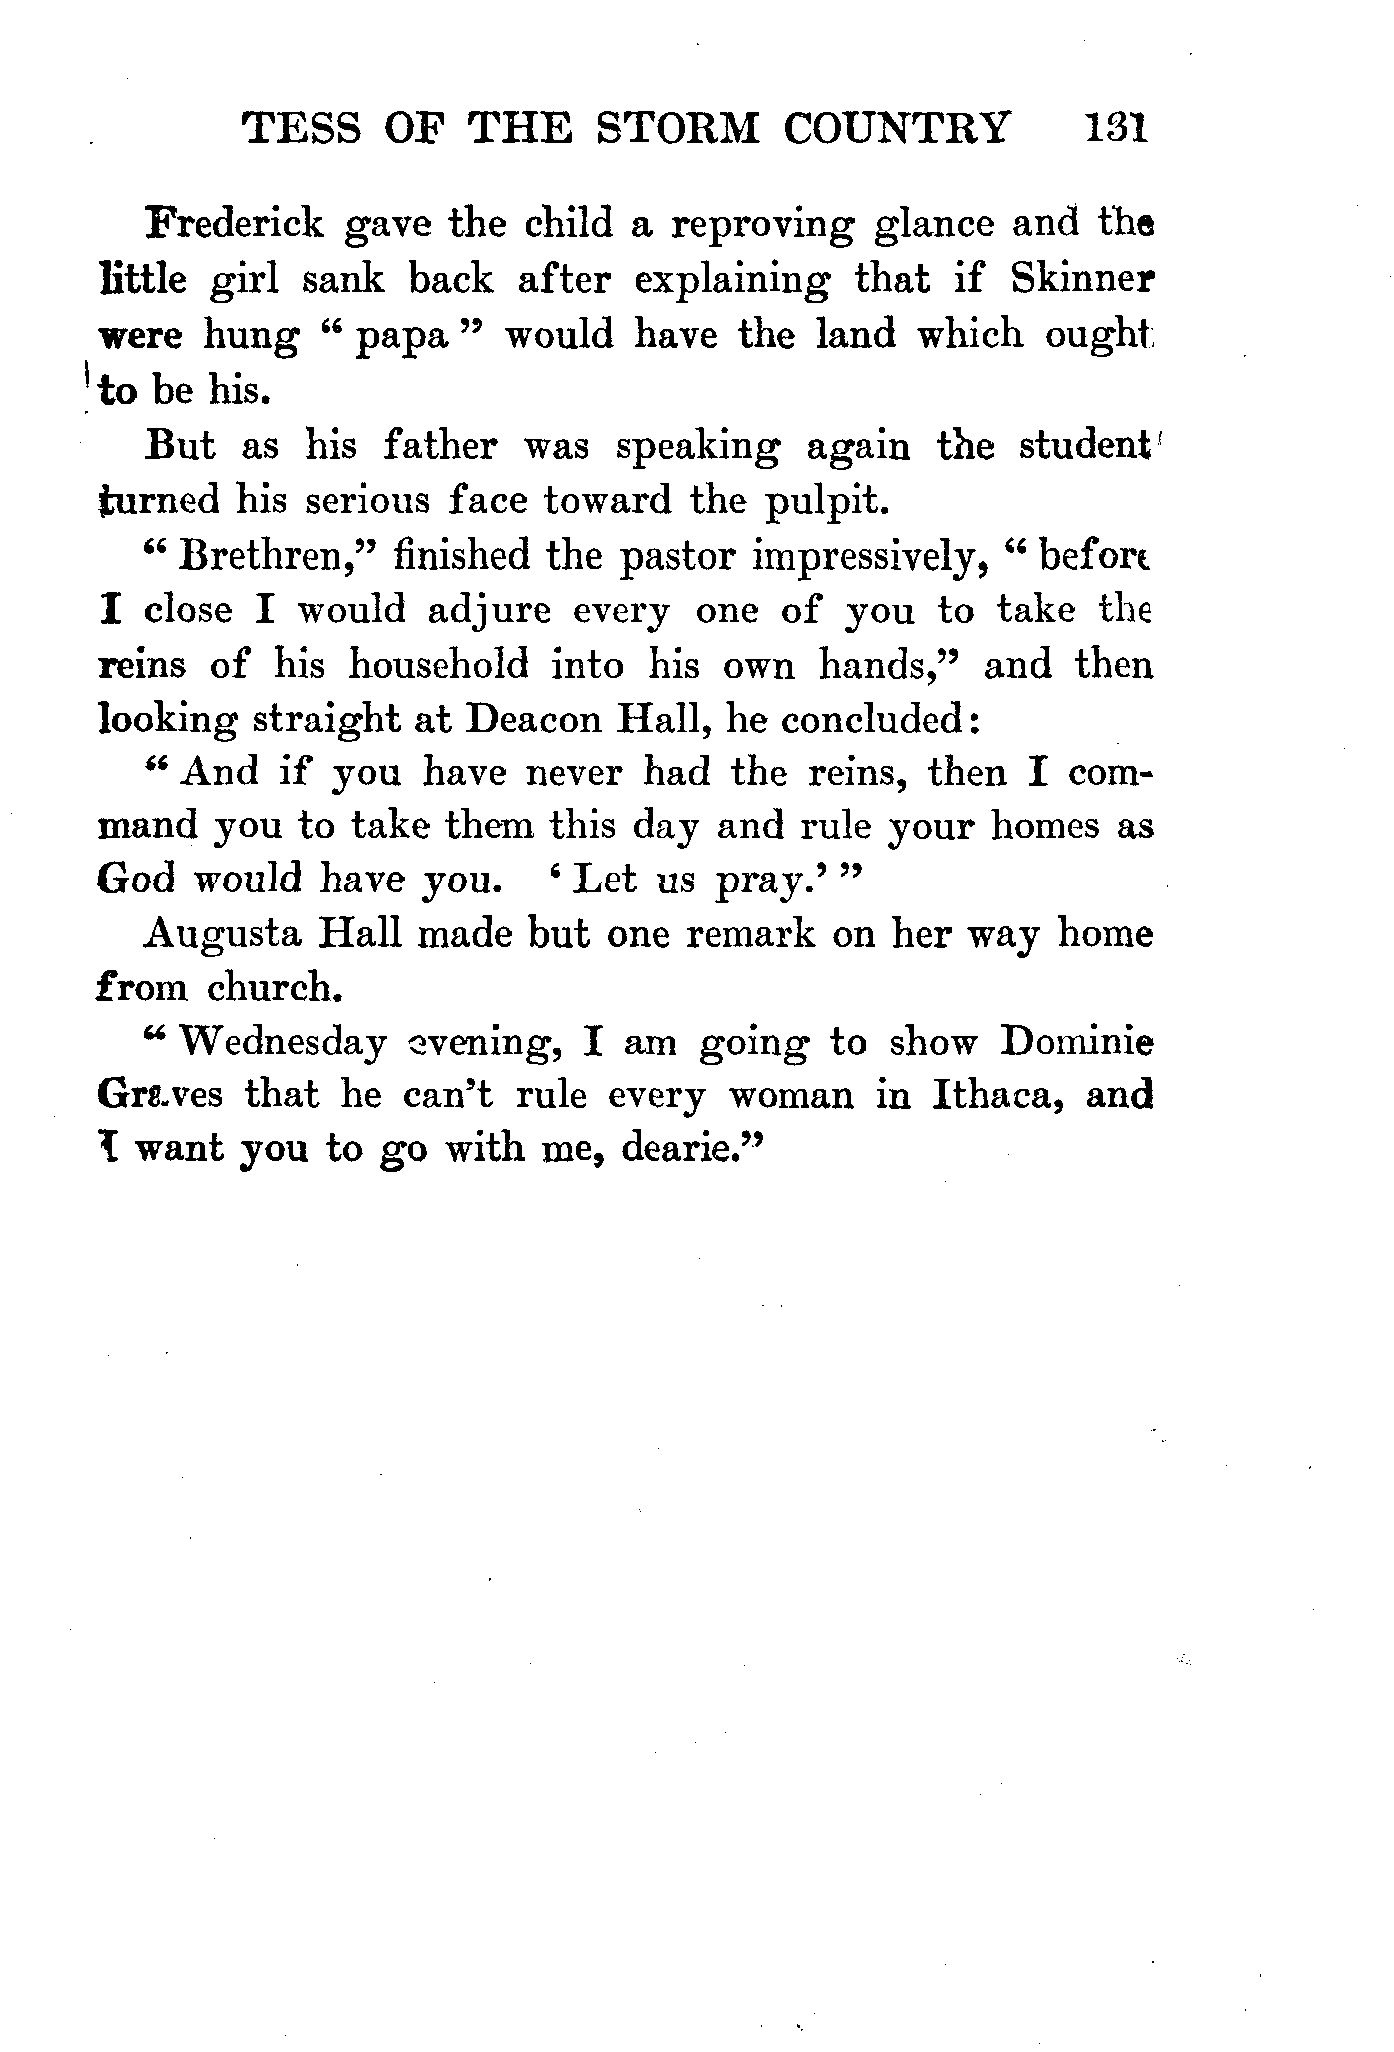 TESS OF THE STORM COUNTRY 131
Frederick gave the child a reproving glance and the
little girl sank back after explaining that if Skinner
were hung “ papa ” would have the land which ought
to be his.
But as his father was speaking again the student
turned his serious face toward the pulpit.
“ Brethren,” finished the pastor impressively, “ before
I close I would adjure every one of you to take the
reins of his household into his own hands,” and then
looking straight at Deacon Hall, he concluded:
“ And if you have never had the reins, then I com-
mand you to take them this day and rule your homes as
God would have you. ‘ Let us pray.’ ”
Augusta Hall made but one remark on her way home
from church.
“ Wednesday evening, I am going to show Dominie
Graves that he can’t rule every woman in Ithaca, and
I want you to go with me, dearie.”